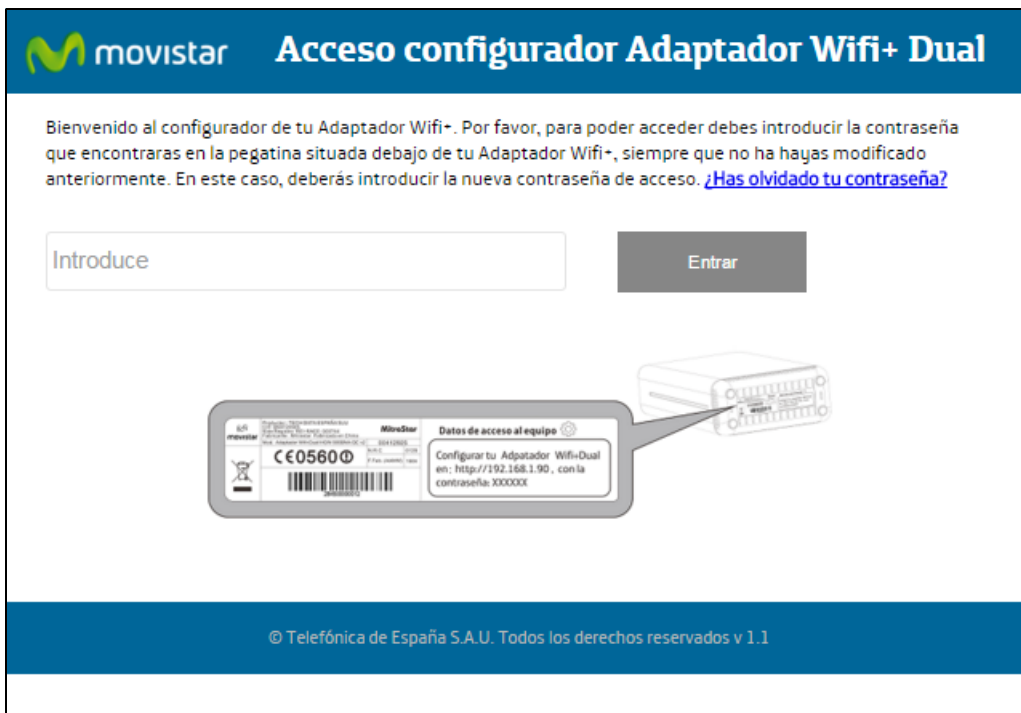 movistar
Acceso configurador Adaptador Wifi+ Dual
Bienvenido al configurador de tu Adaptador Wifi+. Por favor, para poder acceder debes introducir la contraseña
que encontraras en la pegatina situada debajo de tu Adaptador Wifi+, siempre que no ha hayas modificado
anteriormente. En este caso, deberás introducir la nueva contraseña de acceso. ¿Has olvidado tu contraseña?
Introduce
Entrar
movistar
MitraStar
CE0560
Datos de acceso al equipo
Configurar tu Adpatador Wifi+Dual
en; http://192.168.1.90 , con la
contraseña: XXXXXX
© Telefónica de España S.A.U. Todos los derechos reservados v 1.1